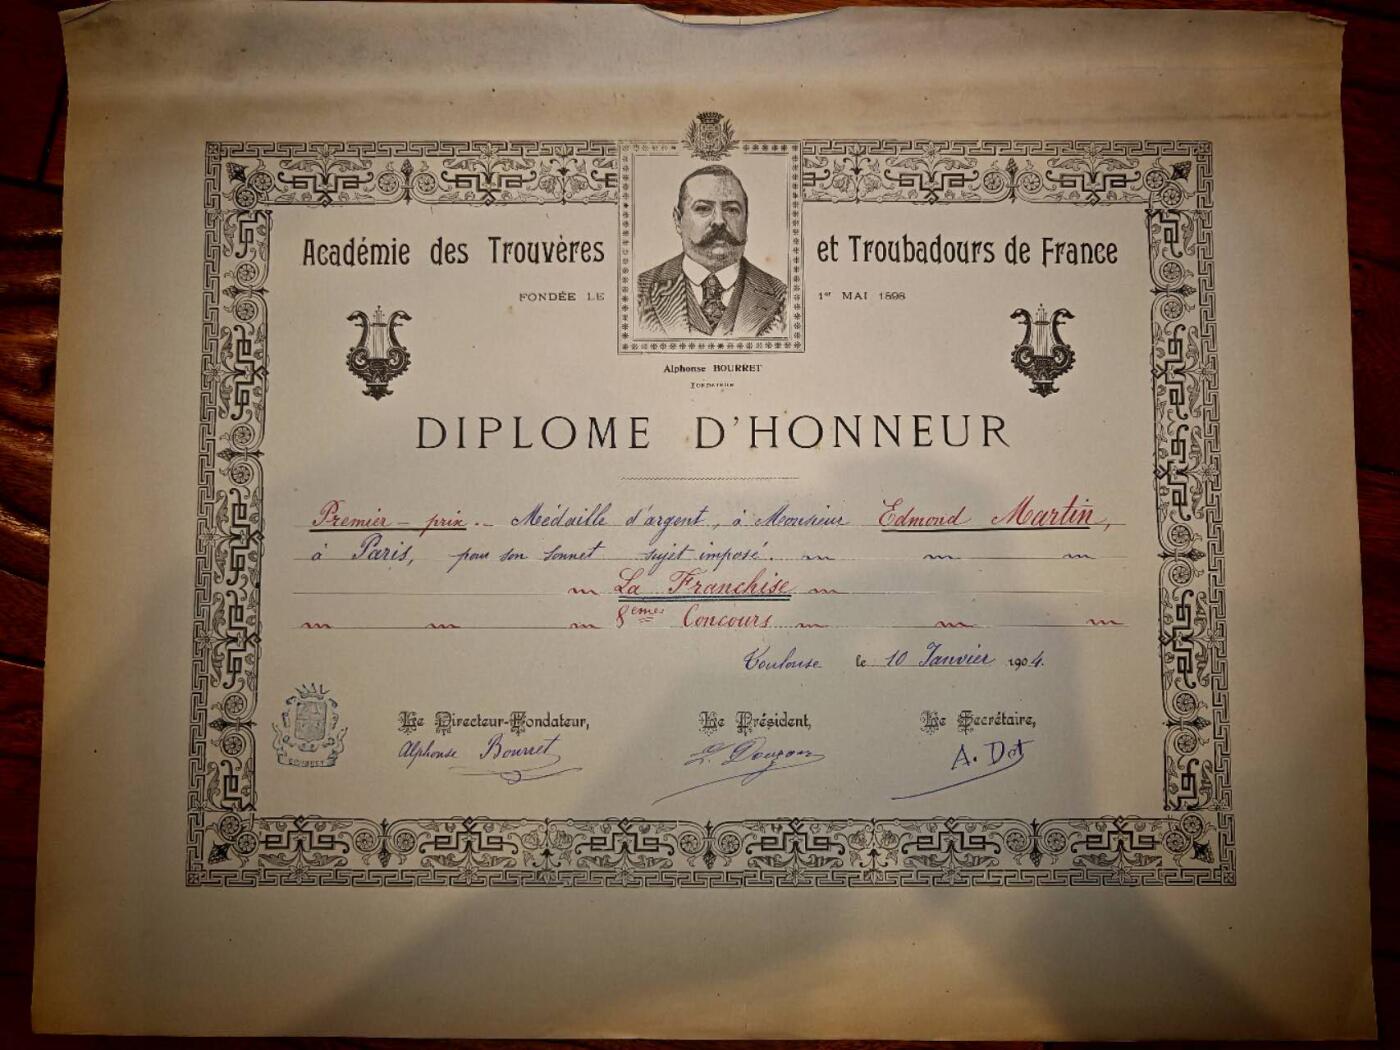 Académie des Trouvères et Troubadours de France
FONDÉE LE 1er MAI 1898
Alphonse BOURRET
FONDATEUR
DIPLOME D'HONNEUR
Premier - prix.. Médaille d'argent, à Monsieur Edmond Martin,
à Paris, pour son sonnet sujet imposé.
La Franchise
8ème Concours
Toulouse le 10 Janvier 1904.
Le Directeur-Fondateur, Le Président, Le Secrétaire,
Alphonse Bourret A. Dot